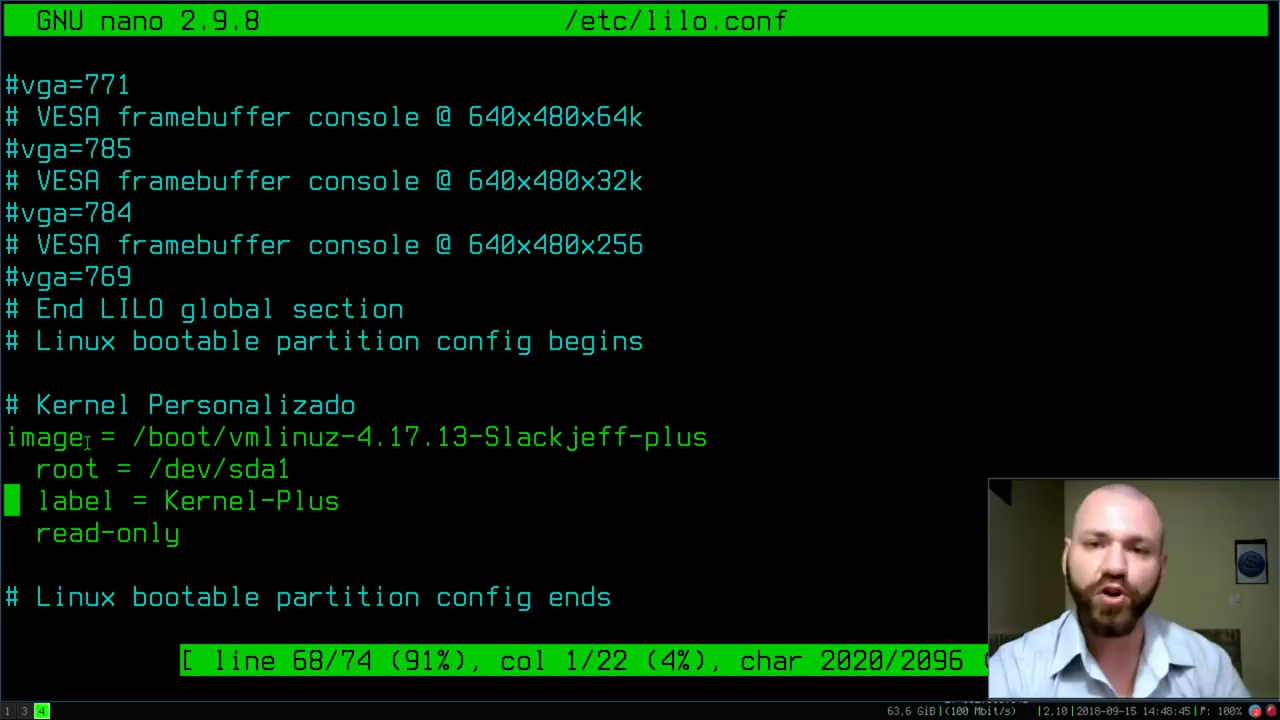 GNU nano 2.9.8 /etc/lilo.conf
#vga=771
# VESA framebuffer console @ 640x480x64k
#vga=785
# VESA framebuffer console @ 640x480x32k
#vga=784
# VESA framebuffer console @ 640x480x256
#vga=769
# End LILO global section
# Linux bootable partition config begins
# Kernel Personalizado
image = /boot/vmlinuz-4.17.13-Slackjeff-plus
root = /dev/sda1
label = Kernel-Plus
read-only
# Linux bootable partition config ends
[ line 68/74 (91%), col 1/22 (4%), char 2020/2096
1 3 4 63,6 GiB|(100 Mbit/s) |2,10|2018-09-15 14:48:45| 100%